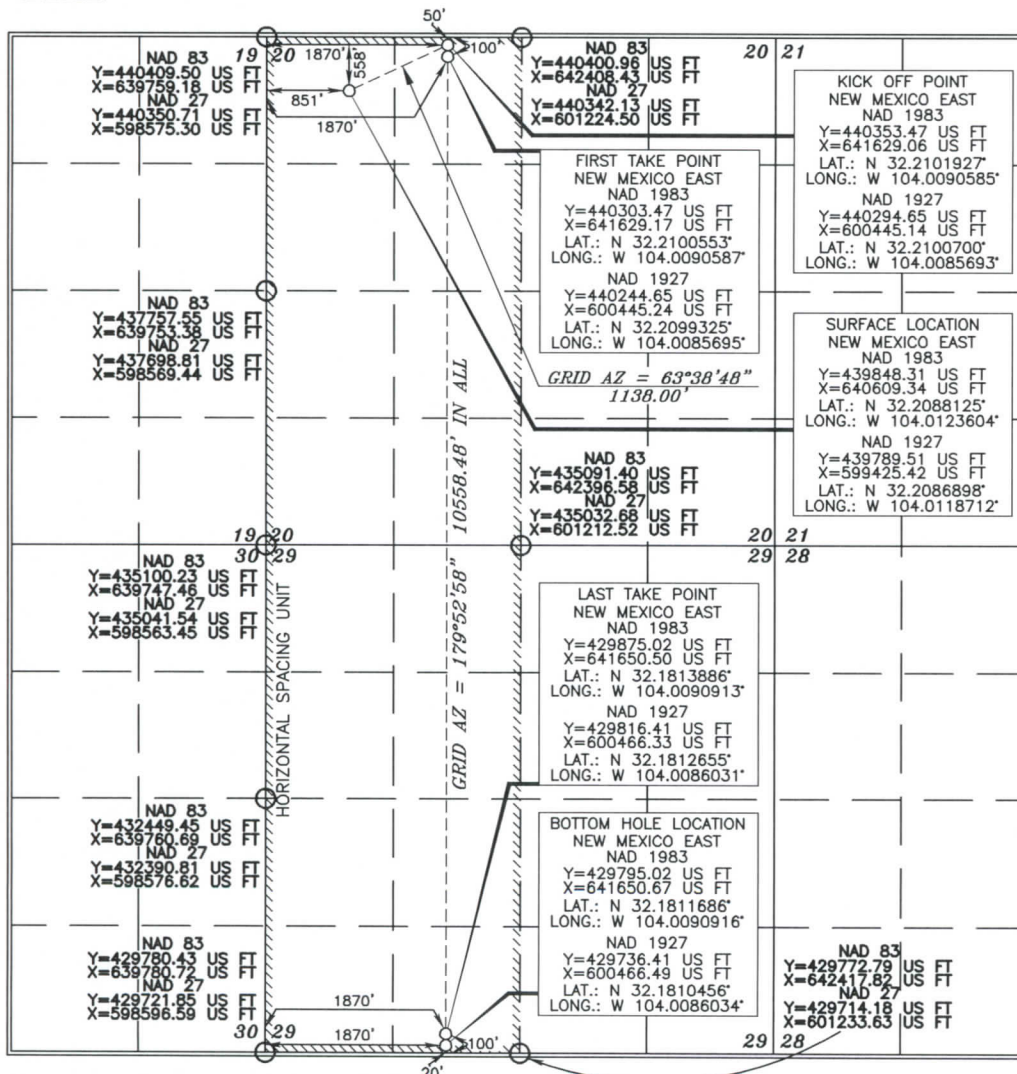 50'
19 20
1870'
100'
558'
851'
1870'
20 21
NAD 83
Y=440409.50 US FT
X=639759.18 US FT
NAD 27
Y=440350.71 US FT
X=598575.30 US FT
NAD 83
Y=440400.96 US FT
X=642408.43 US FT
NAD 27
Y=440342.13 US FT
X=601224.50 US FT
KICK OFF POINT
NEW MEXICO EAST
NAD 1983
Y=440353.47 US FT
X=641629.06 US FT
LAT.: N 32.2101927°
LONG.: W 104.0090585°
NAD 1927
Y=440294.65 US FT
X=600445.14 US FT
LAT.: N 32.2100700°
LONG.: W 104.0085693°
FIRST TAKE POINT
NEW MEXICO EAST
NAD 1983
Y=440303.47 US FT
X=641629.17 US FT
LAT.: N 32.2100553°
LONG.: W 104.0090587°
NAD 1927
Y=440244.65 US FT
X=600445.24 US FT
LAT.: N 32.2099325°
LONG.: W 104.0085695°
NAD 83
Y=437757.55 US FT
X=639753.38 US FT
NAD 27
Y=437698.81 US FT
X=598569.44 US FT
GRID AZ = 63°38'48"
1138.00'
SURFACE LOCATION
NEW MEXICO EAST
NAD 1983
Y=439848.31 US FT
X=640609.34 US FT
LAT.: N 32.2088125°
LONG.: W 104.0123604°
NAD 1927
Y=439789.51 US FT
X=599425.42 US FT
LAT.: N 32.2086898°
LONG.: W 104.0118712°
GRID AZ = 179°52'58" 10558.48' IN ALL
NAD 83
Y=435091.40 US FT
X=642396.58 US FT
NAD 27
Y=435032.68 US FT
X=601212.52 US FT
19 20
30 29
20 21
29 28
NAD 83
Y=435100.23 US FT
X=639747.46 US FT
NAD 27
Y=435041.54 US FT
X=598563.45 US FT
HORIZONTAL SPACING UNIT
LAST TAKE POINT
NEW MEXICO EAST
NAD 1983
Y=429875.02 US FT
X=641650.50 US FT
LAT.: N 32.1813886°
LONG.: W 104.0090913°
NAD 1927
Y=429816.41 US FT
X=600466.33 US FT
LAT.: N 32.1812655°
LONG.: W 104.0086031°
NAD 83
Y=432449.45 US FT
X=639760.69 US FT
NAD 27
Y=432390.81 US FT
X=598576.62 US FT
BOTTOM HOLE LOCATION
NEW MEXICO EAST
NAD 1983
Y=429795.02 US FT
X=641650.67 US FT
LAT.: N 32.1811686°
LONG.: W 104.0090916°
NAD 1927
Y=429736.41 US FT
X=600466.49 US FT
LAT.: N 32.1810456°
LONG.: W 104.0086034°
NAD 83
Y=429780.43 US FT
X=639780.72 US FT
NAD 27
Y=429721.85 US FT
X=598596.59 US FT
NAD 83
Y=429772.79 US FT
X=642417.82 US FT
NAD 27
Y=429714.18 US FT
X=601233.63 US FT
1870'
30 29
1870'
100'
29 28
20'